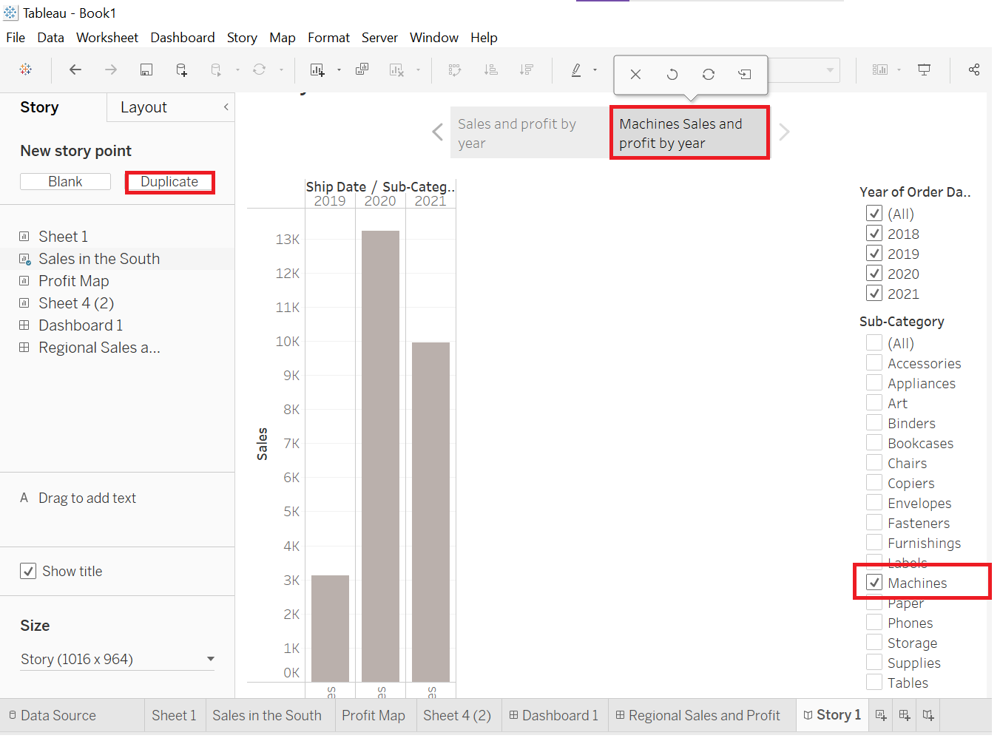 Tableau - Book1
File Data Worksheet Dashboard Story Map Format Server Window Help
Story
Layout
New story point
Blank
Duplicate
Sheet 1
Sales in the South
Profit Map
Sheet 4 (2)
Dashboard 1
Regional Sales a...
A Drag to add text
Show title
Size
Story (1016 x 964)
Sales and profit by
year
Machines Sales and
profit by year
Ship Date / Sub-Categ..
2019 2020 2021
13K
12K
11K
10K
9K
8K
7K
6K
5K
4K
3K
2K
1K
0K
Sales
es es es
Year of Order Da..
(All)
2018
2019
2020
2021
Sub-Category
(All)
Accessories
Appliances
Art
Binders
Bookcases
Chairs
Copiers
Envelopes
Fasteners
Furnishings
Labels
Machines
Paper
Phones
Storage
Supplies
Tables
Data Source Sheet 1 Sales in the South Profit Map Sheet 4 (2) Dashboard 1 Regional Sales and Profit Story 1